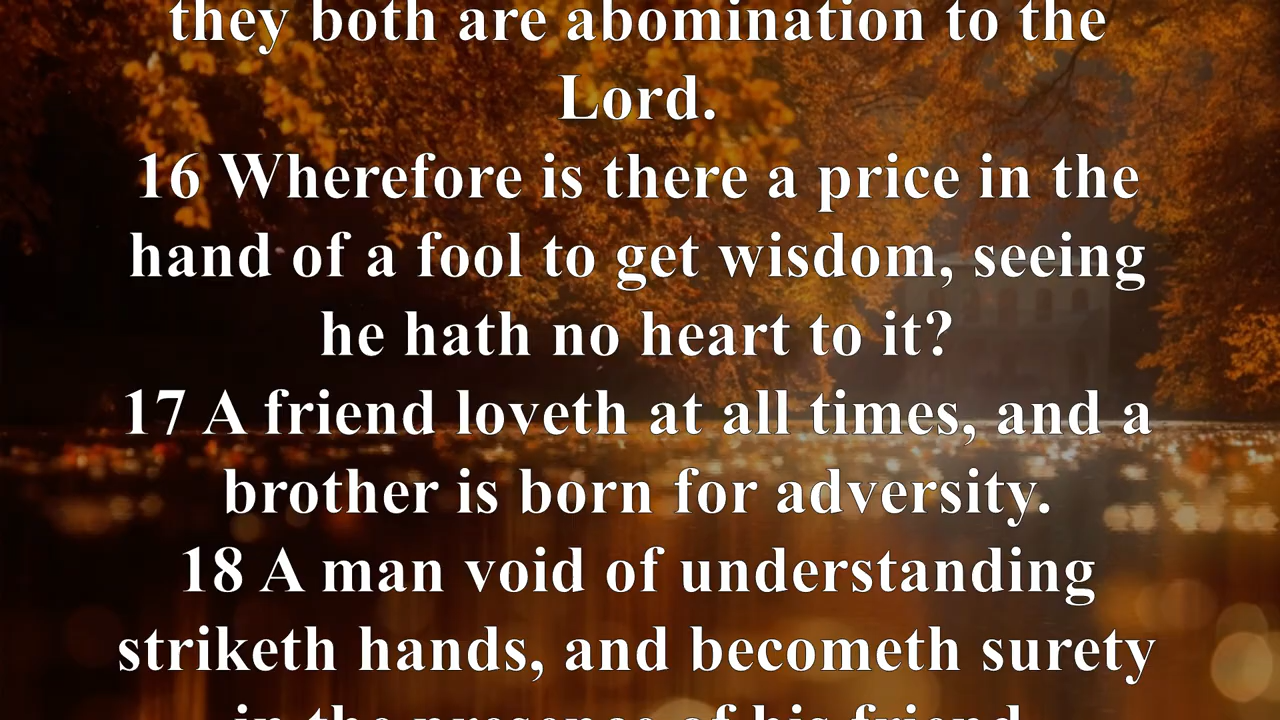 they both are abomination to the
Lord.
16 Wherefore is there a price in the
hand of a fool to get wisdom, seeing
he hath no heart to it?
17 A friend loveth at all times, and a
brother is born for adversity.
18 A man void of understanding
striketh hands, and becometh surety
in the presence of his friend.